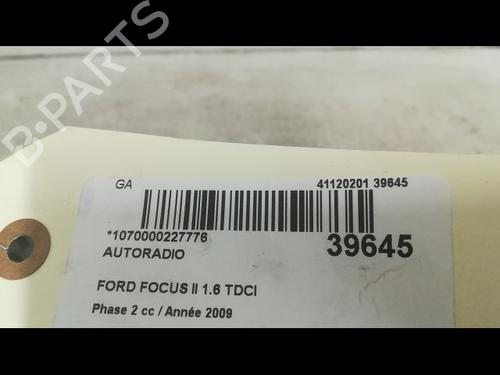 B-PARTS
GA
41120201 39645
*1070000227776
39645
AUTORADIO
FORD FOCUS II 1.6 TDCI
Phase 2 cc / Année 2009